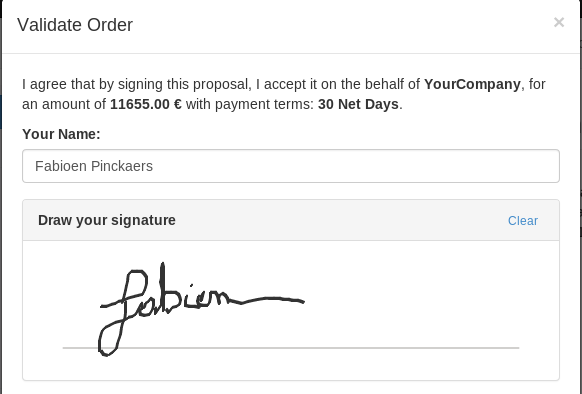 Validate Order ×
I agree that by signing this proposal, I accept it on the behalf of YourCompany, for
an amount of 11655.00 € with payment terms: 30 Net Days.
Your Name:
Fabioen Pinckaers
Draw your signature Clear
Fabien